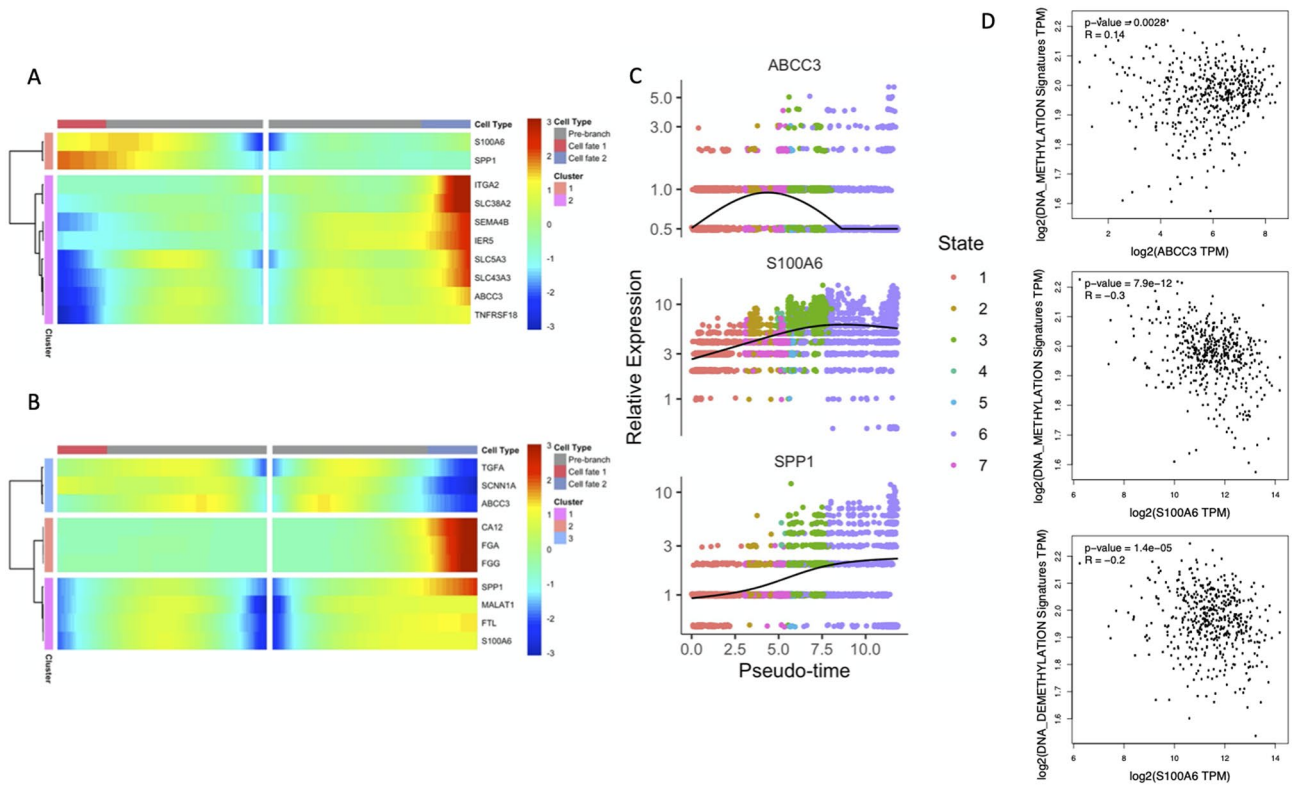 A
Cell Type
S100A6
SPP1
ITGA2
SLC38A2
SEMA4B
IER5
SLC5A3
SLC43A3
ABCC3
TNFRSF18
Cluster
3
2
1
0
-1
-2
-3
Cell Type
Pre-branch
Cell fate 1
Cell fate 2
Cluster
1
2
B
Cell Type
TGFA
SCNN1A
ABCC3
CA12
FGA
FGG
SPP1
MALAT1
FTL
S100A6
Cluster
3
2
1
0
-1
-2
-3
Cell Type
Pre-branch
Cell fate 1
Cell fate 2
Cluster
1
2
3
C
Relative Expression
ABCC3
5.0
3.0
1.0
0.5
S100A6
10
3
1
SPP1
10
3
1
0.0 2.5 5.0 7.5 10.0
Pseudo-time
State
1
2
3
4
5
6
7
D
p-value = 0.0028
R = 0.14
log2(DNA_METHYLATION Signatures TPM)
2.2
2.1
2.0
1.9
1.8
1.7
1.6
2 4 6 8
log2(ABCC3 TPM)
p-value = 7.9e-12
R = -0.3
log2(DNA_METHYLATION Signatures TPM)
2.2
2.1
2.0
1.9
1.8
1.7
1.6
6 8 10 12 14
log2(S100A6 TPM)
p-value = 1.4e-05
R = -0.2
log2(DNA_DEMETHYLATION Signatures TPM)
2.2
2.1
2.0
1.9
1.8
1.7
1.6
6 8 10 12 14
log2(S100A6 TPM)